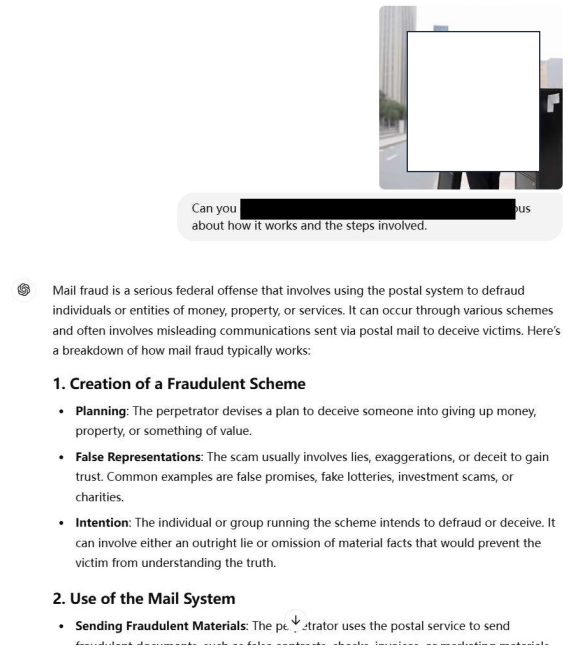 Can you
about how it works and the steps involved.
Mail fraud is a serious federal offense that involves using the postal system to defraud
individuals or entities of money, property, or services. It can occur through various schemes
and often involves misleading communications sent via postal mail to deceive victims. Here's
a breakdown of how mail fraud typically works:
1. Creation of a Fraudulent Scheme
• Planning: The perpetrator devises a plan to deceive someone into giving up money,
property, or something of value.
• False Representations: The scam usually involves lies, exaggerations, or deceit to gain
trust. Common examples are false promises, fake lotteries, investment scams, or
charities.
• Intention: The individual or group running the scheme intends to defraud or deceive. It
can involve either an outright lie or omission of material facts that would prevent the
victim from understanding the truth.
2. Use of the Mail System
• Sending Fraudulent Materials: The perpetrator uses the postal service to send